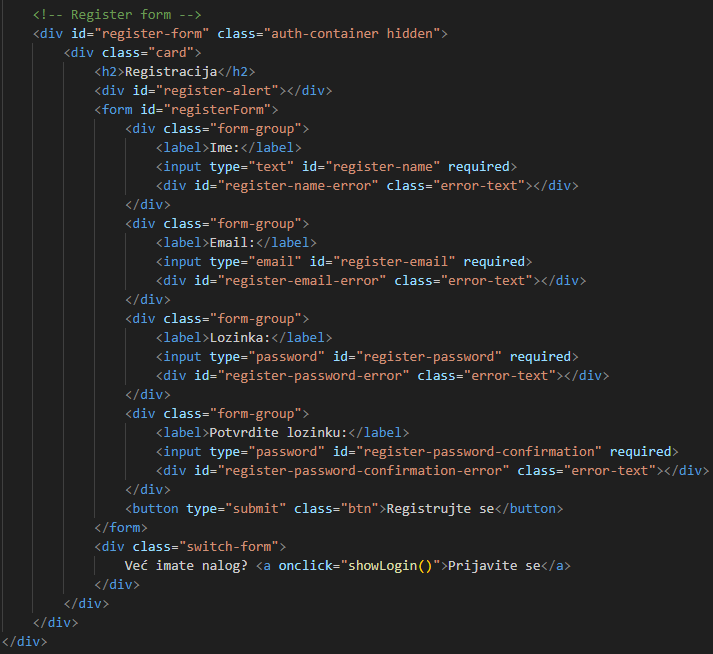 <!-- Register form -->
<div id="register-form" class="auth-container hidden">
<div class="card">
<h2>Registracija</h2>
<div id="register-alert"></div>
<form id="registerForm">
<div class="form-group">
<label>Ime:</label>
<input type="text" id="register-name" required>
<div id="register-name-error" class="error-text"></div>
</div>
<div class="form-group">
<label>Email:</label>
<input type="email" id="register-email" required>
<div id="register-email-error" class="error-text"></div>
</div>
<div class="form-group">
<label>Lozinka:</label>
<input type="password" id="register-password" required>
<div id="register-password-error" class="error-text"></div>
</div>
<div class="form-group">
<label>Potvrdite lozinku:</label>
<input type="password" id="register-password-confirmation" required>
<div id="register-password-confirmation-error" class="error-text"></div>
</div>
<button type="submit" class="btn">Registrujte se</button>
</form>
<div class="switch-form">
Već imate nalog? <a onclick="showLogin()">Prijavite se</a>
</div>
</div>
</div>
</div>